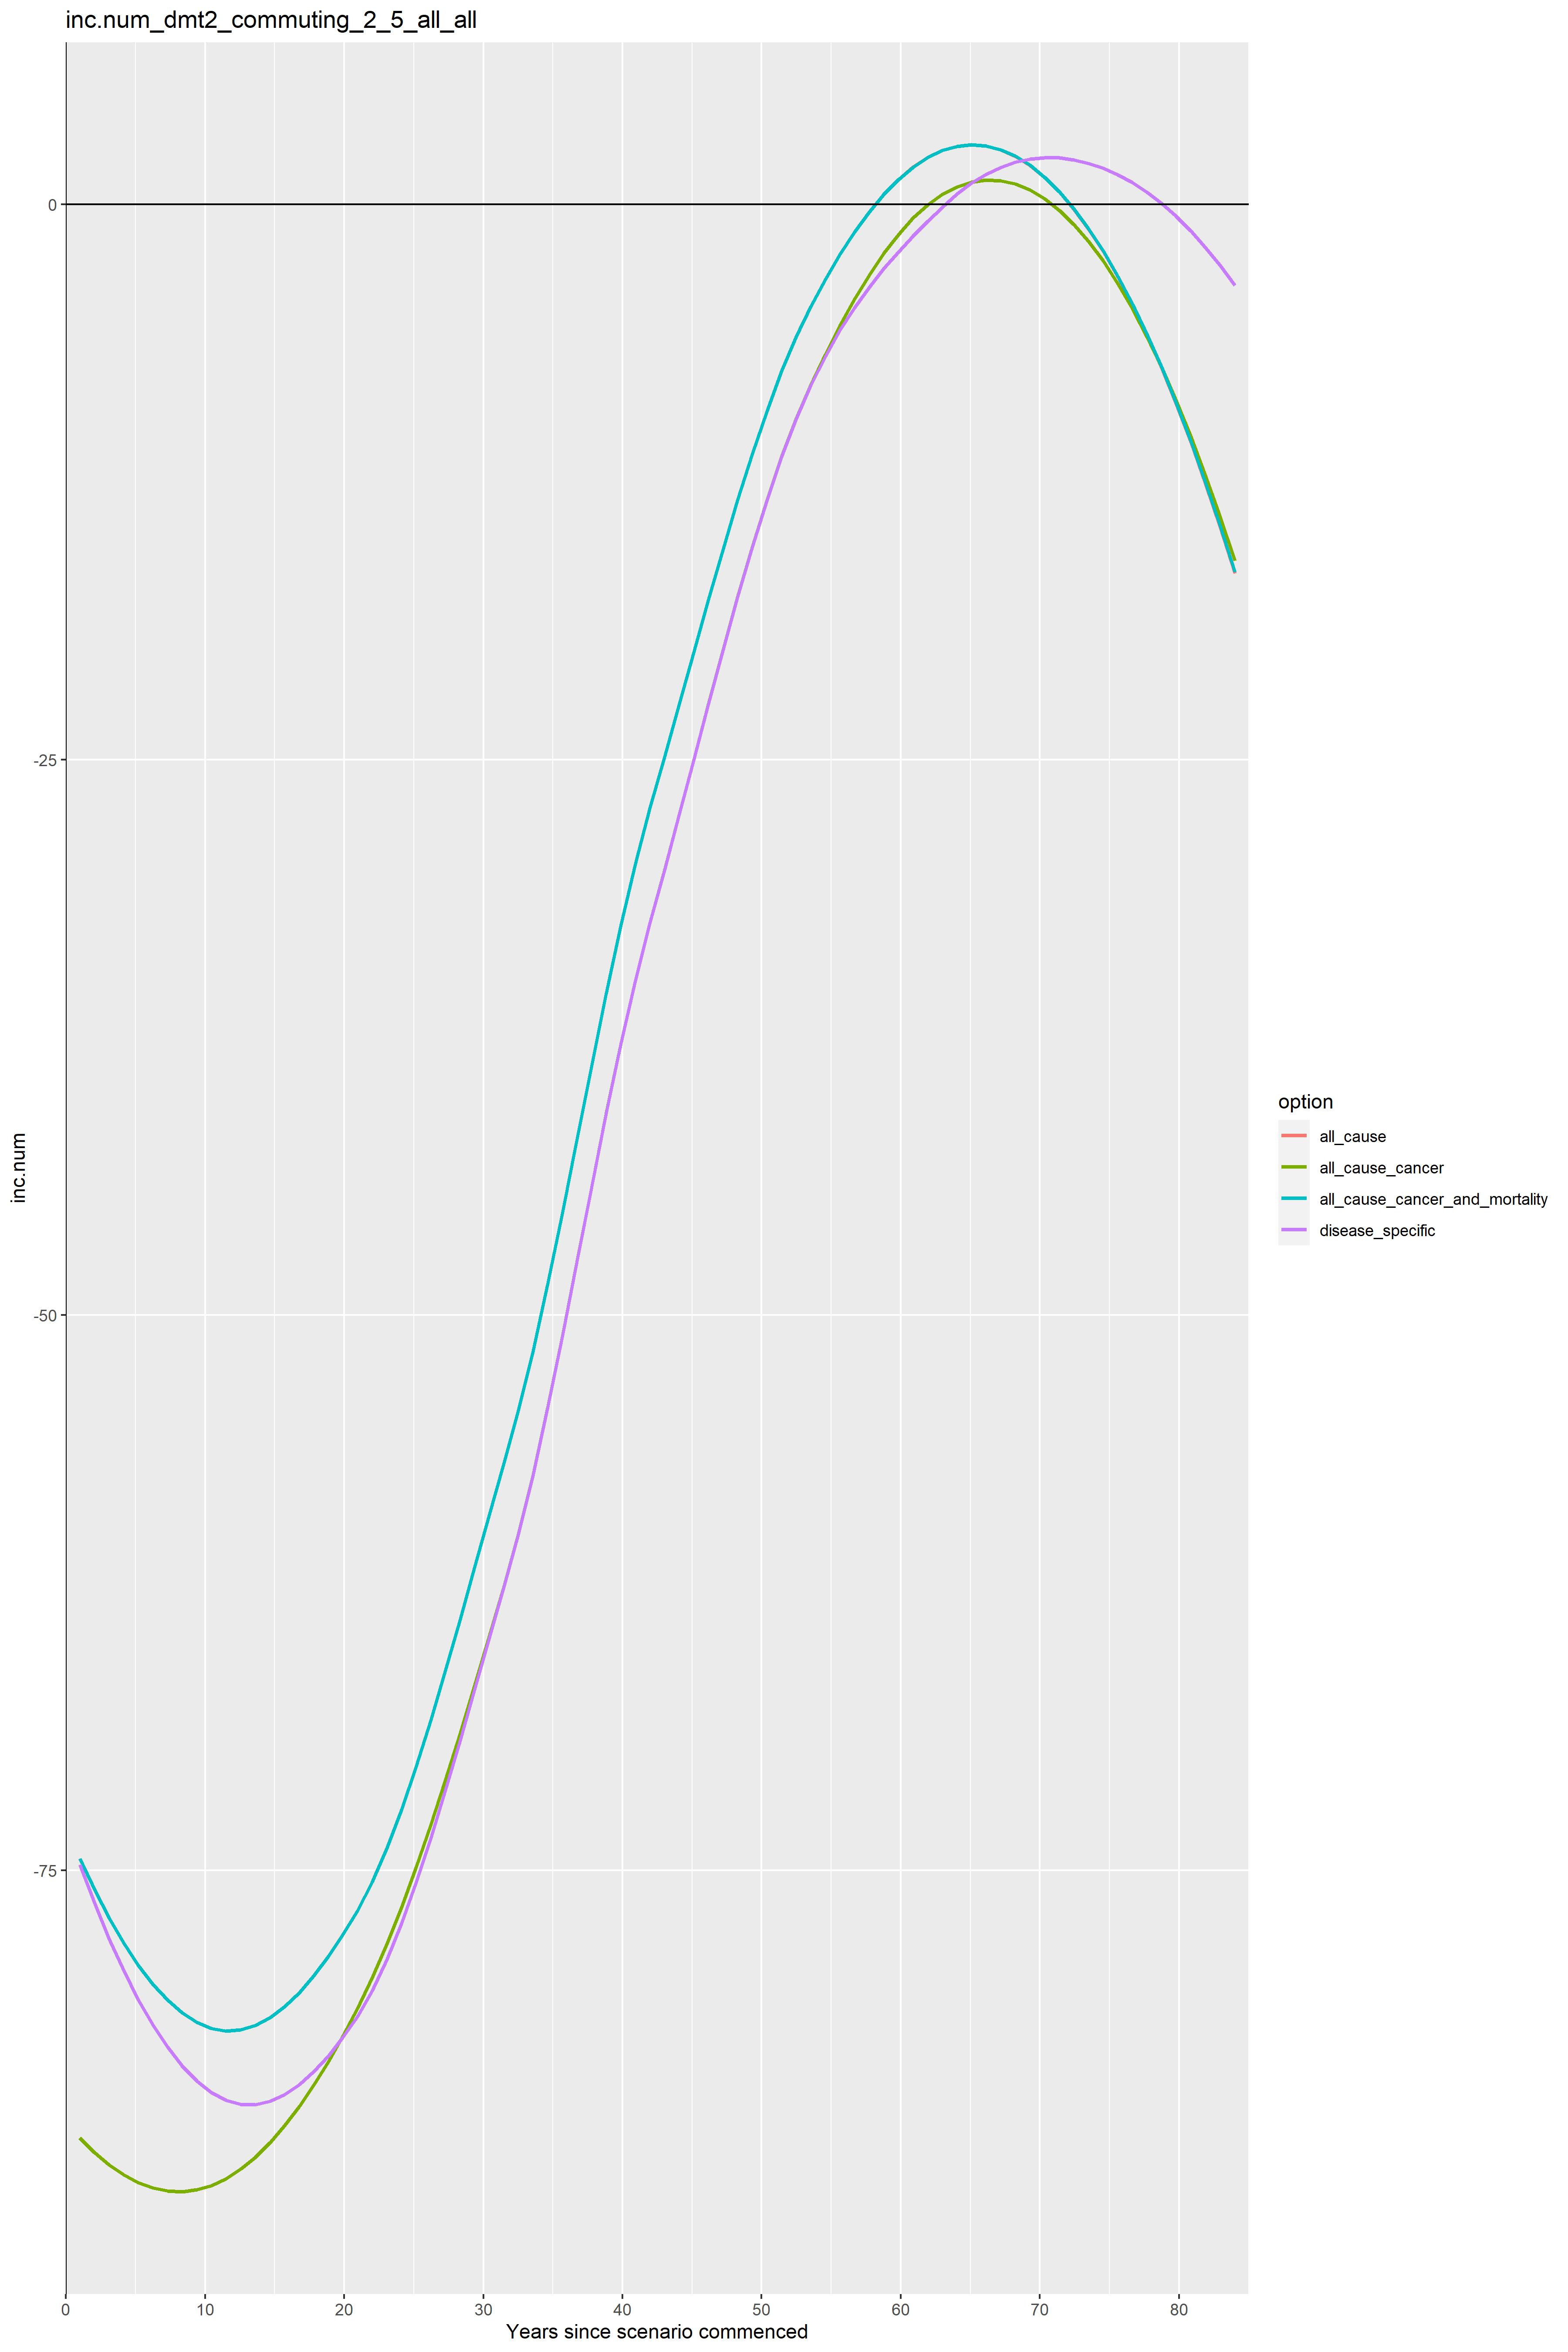 inc.num_dmt2_commuting_2_5_all_all
0
-25
-50
-75
inc.num
0 10 20 30 40 50 60 70 80
Years since scenario commenced
option
all_cause
all_cause_cancer
all_cause_cancer_and_mortality
disease_specific